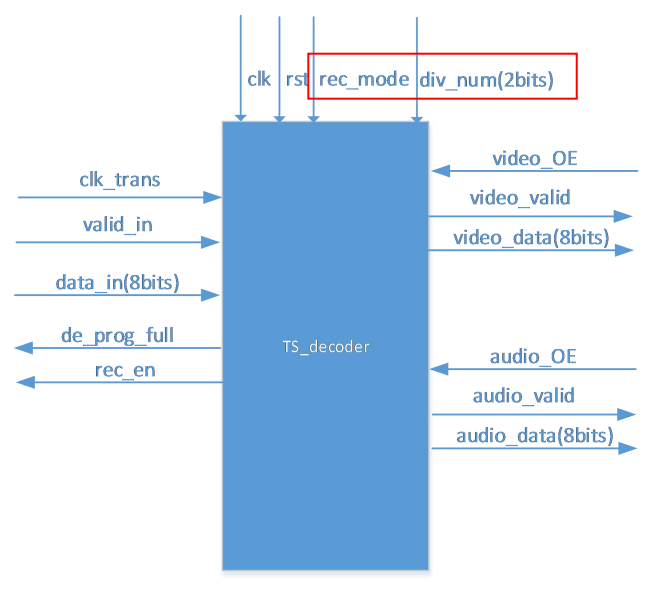 clk rst rec_mode div_num(2bits)
clk_trans
valid_in
data_in(8bits)
de_prog_full
rec_en
TS_decoder
video_OE
video_valid
video_data(8bits)
audio_OE
audio_valid
audio_data(8bits)